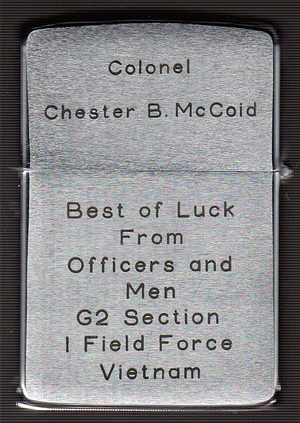 Colonel
Chester B. McCoid
Best of Luck
From
Officers and
Men
G2 Section
I Field Force
Vietnam